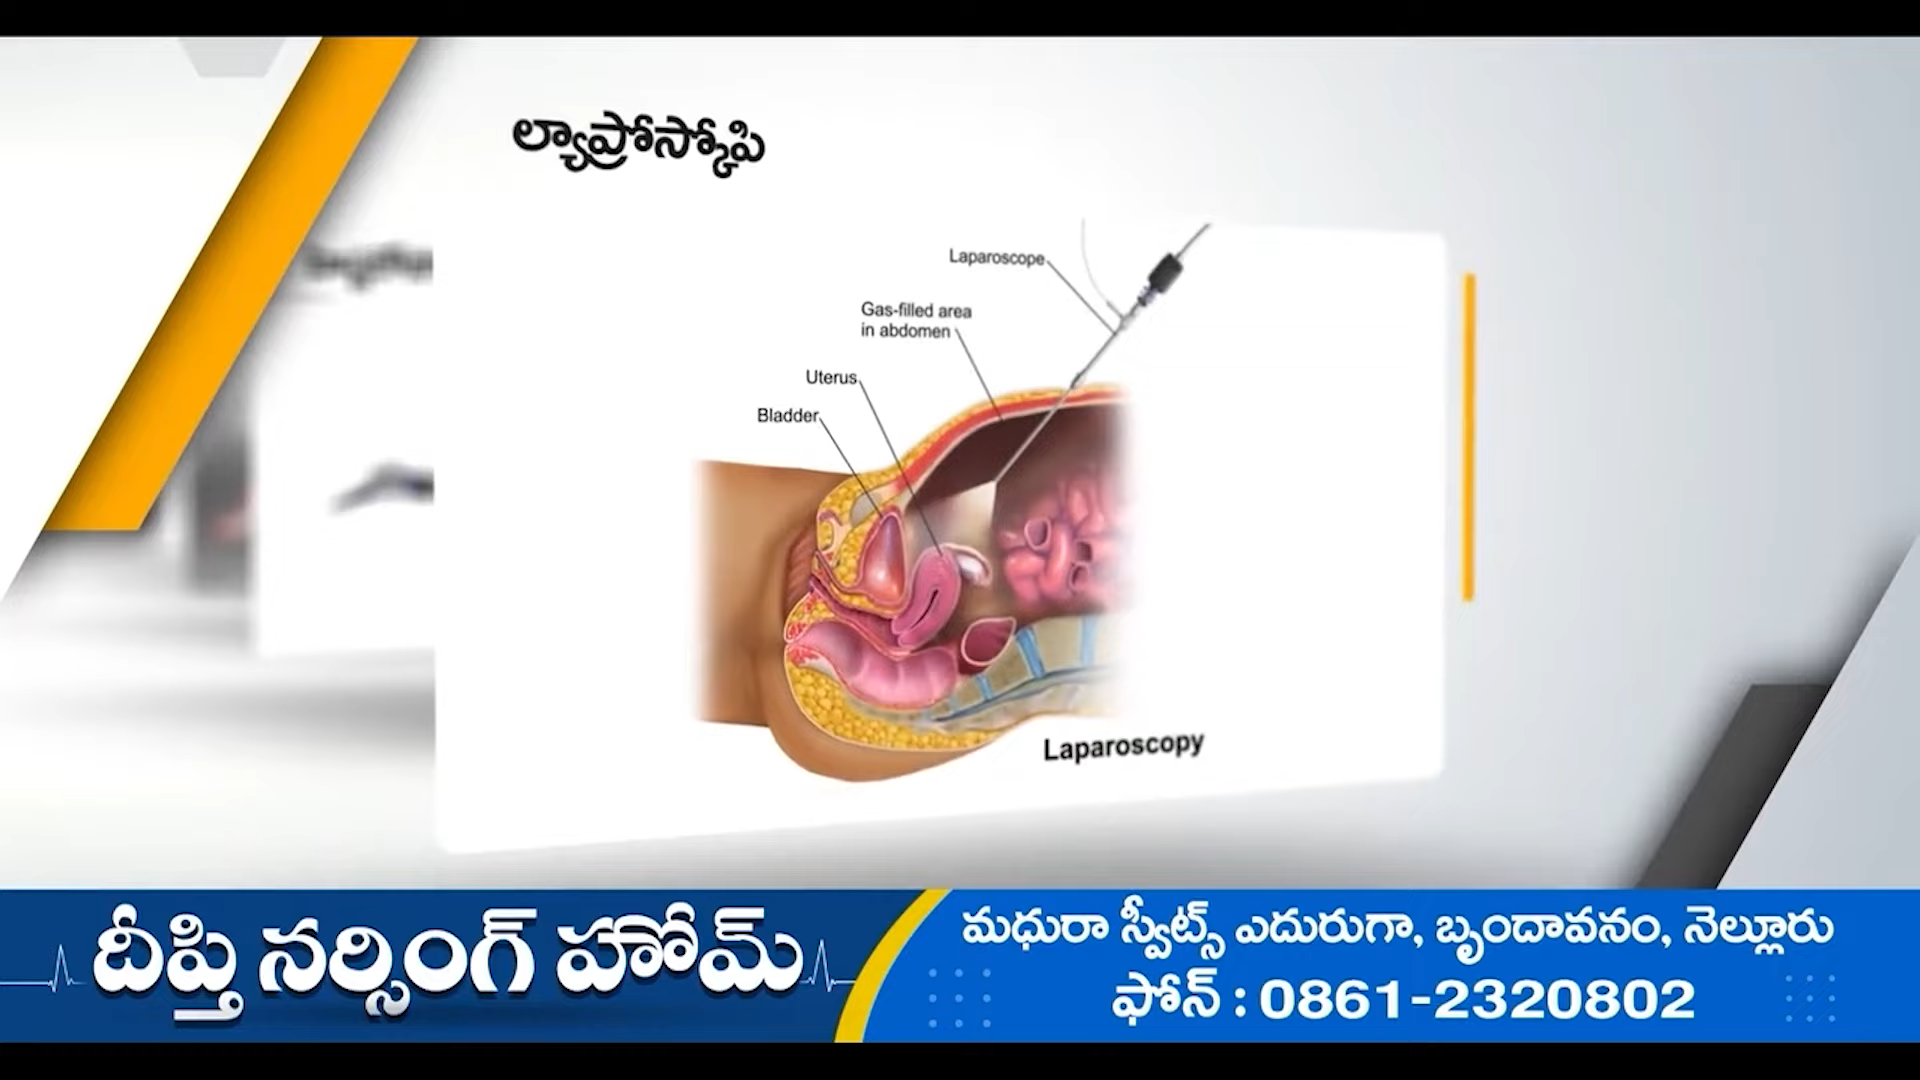 ల్యాప్రోస్కోపి
Laparoscope
Gas-filled area
in abdomen
Uterus
Bladder
Laparoscopy
దీప్తి నర్సింగ్ హోమ్
మధురా స్వీట్స్ ఎదురుగా, బృందావనం, నెల్లూరు
ఫోన్ : 0861-2320802